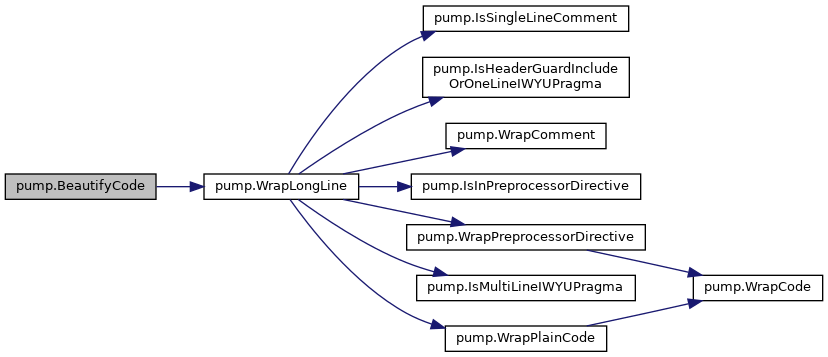 pump.BeautifyCode
pump.WrapLongLine
pump.IsSingleLineComment
pump.IsHeaderGuardInclude
OrOneLineIWYUPragma
pump.WrapComment
pump.IsInPreprocessorDirective
pump.WrapPreprocessorDirective
pump.IsMultiLineIWYUPragma
pump.WrapPlainCode
pump.WrapCode